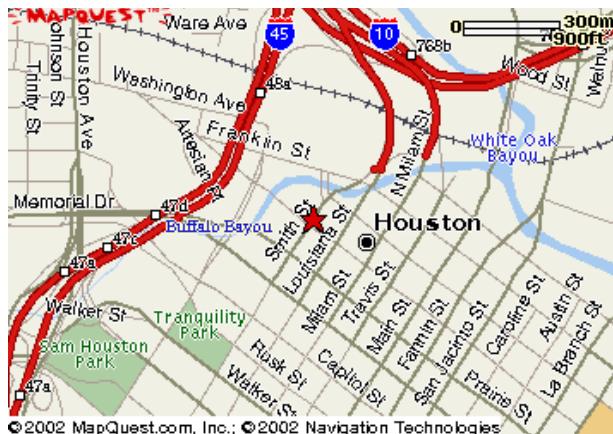 MAPQUEST
Ware Ave
45
10
768b
0 300m
900ft
Walnut
Wood St
Johnson St
Trinity St
Houston Ave
Washington Ave
48a
Artesian Pl
Franklin St
N Milam St
White Oak
Bayou
Memorial Dr
47d
47c
47a
Buffalo Bayou
Smith St
Louisiana St
Houston
Walker St
Tranquility
Park
Sam Houston
Park
Milam St
Travis St
Main St
Fannin St
San Jacinto St
Caroline St
Austin St
La Branch St
Rusk St
Capitol St
Prairie St
Walker St
47a
©2002 MapQuest.com, Inc.; ©2002 Navigation Technologies